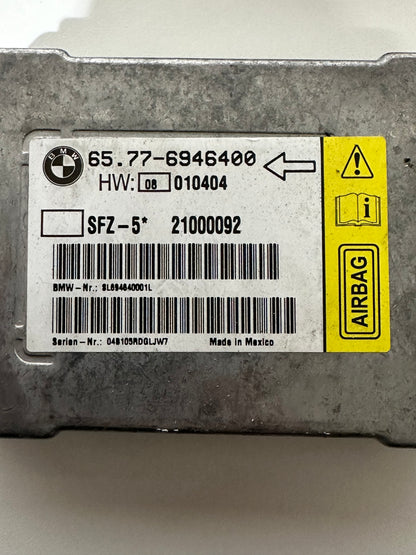 BMW
65.77-6946400
HW: 08 010404
SFZ-5* 21000092
BMW-Nr.: SL694640001L
Serien-Nr.: 04B105RDGLJW7 Made in Mexico
i
AIRBAG